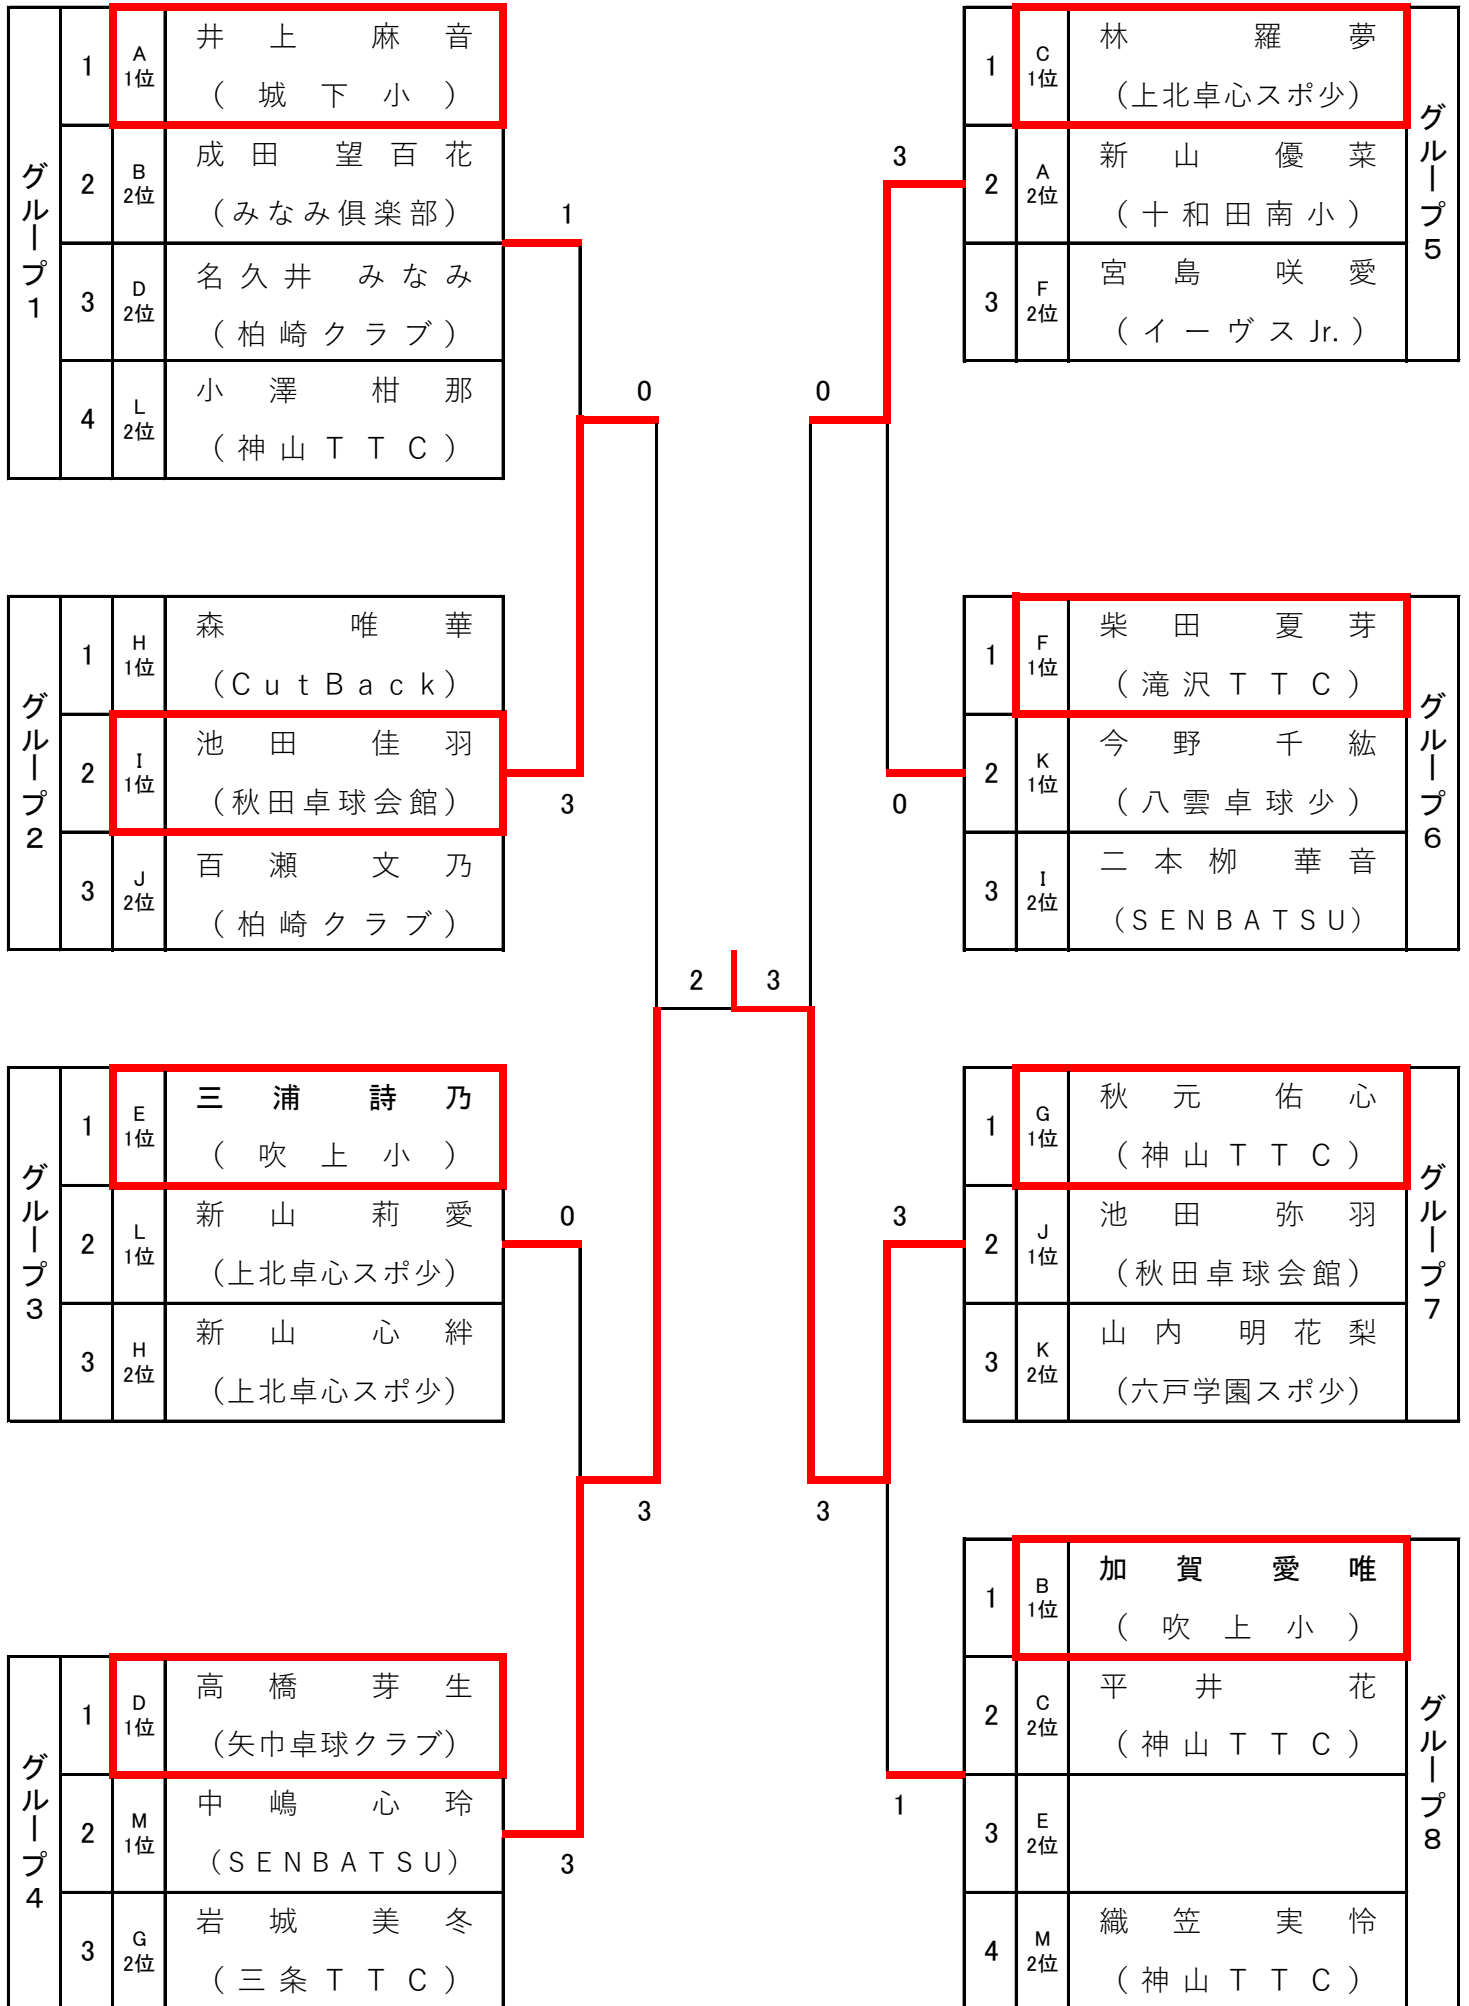 グループ1
1 A 1位 井上 麻音
(城下小)
2 B 2位 成田 望百花
(みなみ倶楽部)
3 D 2位 名久井 みなみ
(柏崎クラブ)
4 L 2位 小澤 柑那
(神山TTC)
1
0
グループ2
1 H 1位 森 唯華
(CutBack)
2 I 1位 池田 佳羽
(秋田卓球会館)
3 J 2位 百瀬 文乃
(柏崎クラブ)
3
2
グループ3
1 E 1位 三浦 詩乃
(吹上小)
2 L 1位 新山 莉愛
(上北卓心スポ少)
3 H 2位 新山 心絆
(上北卓心スポ少)
0
3
グループ4
1 D 1位 高橋 芽生
(矢巾卓球クラブ)
2 M 1位 中嶋 心玲
(SENBATSU)
3 G 2位 岩城 美冬
(三条TTC)
3
グループ5
1 C 1位 林 羅夢
(上北卓心スポ少)
2 A 2位 新山 優菜
(十和田南小)
3 F 2位 宮島 咲愛
(イーヴスJr.)
3
0
グループ6
1 F 1位 柴田 夏芽
(滝沢TTC)
2 K 1位 今野 千紘
(八雲卓球少)
3 I 2位 二本栁 華音
(SENBATSU)
0
3
グループ7
1 G 1位 秋元 佑心
(神山TTC)
2 J 1位 池田 弥羽
(秋田卓球会館)
3 K 2位 山内 明花梨
(六戸学園スポ少)
3
3
グループ8
1 B 1位 加賀 愛唯
(吹上小)
2 C 2位 平井 花
(神山TTC)
3 E 2位
4 M 2位 織笠 実怜
(神山TTC)
1